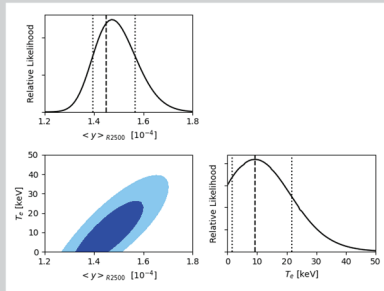 Relative Likelihood
1.2 1.4 1.6 1.8
< y >R2500 [10⁻⁴]
50
40
30
20
10
0
Te [keV]
1.2 1.4 1.6 1.8
< y >R2500 [10⁻⁴]
Relative Likelihood
0 10 20 30 40 50
Te [keV]